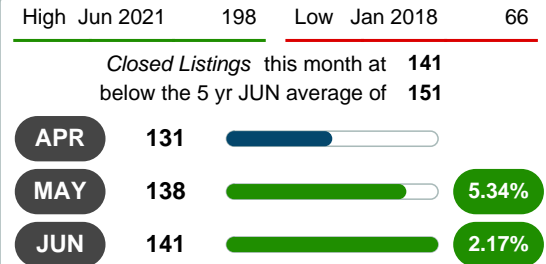 High Jun 2021 198 Low Jan 2018 66
Closed Listings this month at 141
below the 5 yr JUN average of 151
APR 131
MAY 138 5.34%
JUN 141 2.17%